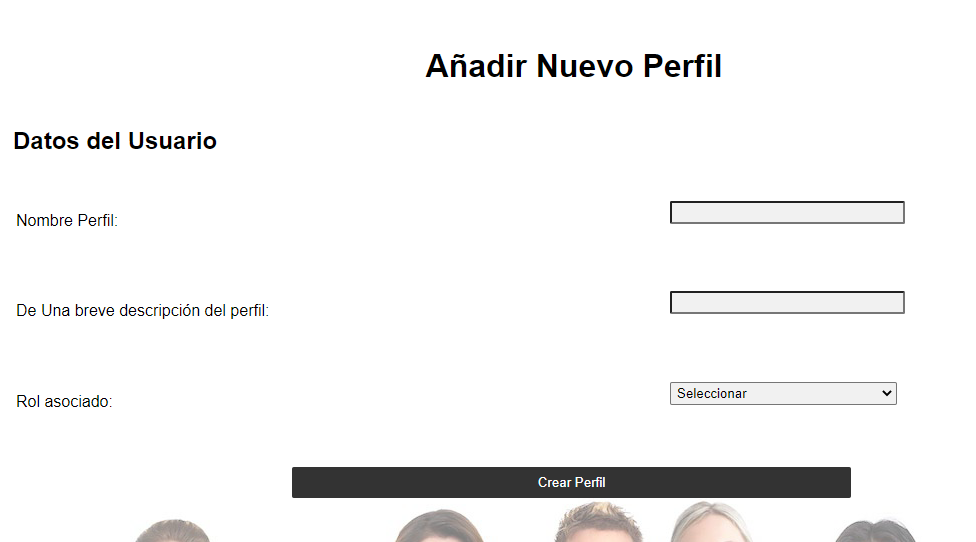 Añadir Nuevo Perfil
Datos del Usuario
Nombre Perfil:
De Una breve descripción del perfil:
Rol asociado:
Seleccionar
Crear Perfil